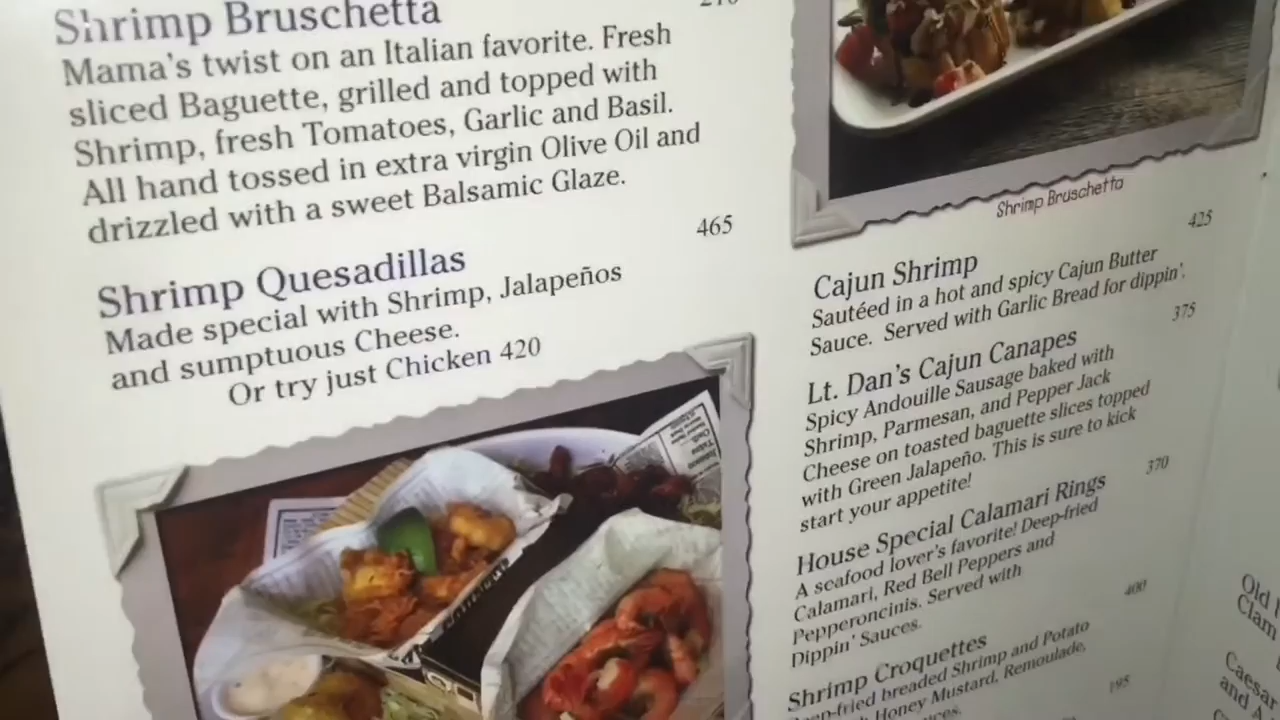 Shrimp Bruschetta
Mama's twist on an Italian favorite. Fresh
sliced Baguette, grilled and topped with
Shrimp, fresh Tomatoes, Garlic and Basil.
All hand tossed in extra virgin Olive Oil and
drizzled with a sweet Balsamic Glaze.
465
Shrimp Quesadillas
Made special with Shrimp, Jalapeños
and sumptuous Cheese.
Or try just Chicken 420
Shrimp Bruschetta
425
Cajun Shrimp
Sautéed in a hot and spicy Cajun Butter
Sauce. Served with Garlic Bread for dippin'.
375
Lt. Dan's Cajun Canapes
Spicy Andouille Sausage baked with
Shrimp, Parmesan, and Pepper Jack
Cheese on toasted baguette slices topped
with Green Jalapeño. This is sure to kick
start your appetite!
370
House Special Calamari Rings
A seafood lover's favorite! Deep-fried
Calamari, Red Bell Peppers and
Pepperoncinis. Served with
Dippin' Sauces.
400
Shrimp Croquettes
Deep-fried breaded Shrimp and Potato
Honey Mustard, Remoulade,
195
Old
Clam
Caesar
and A